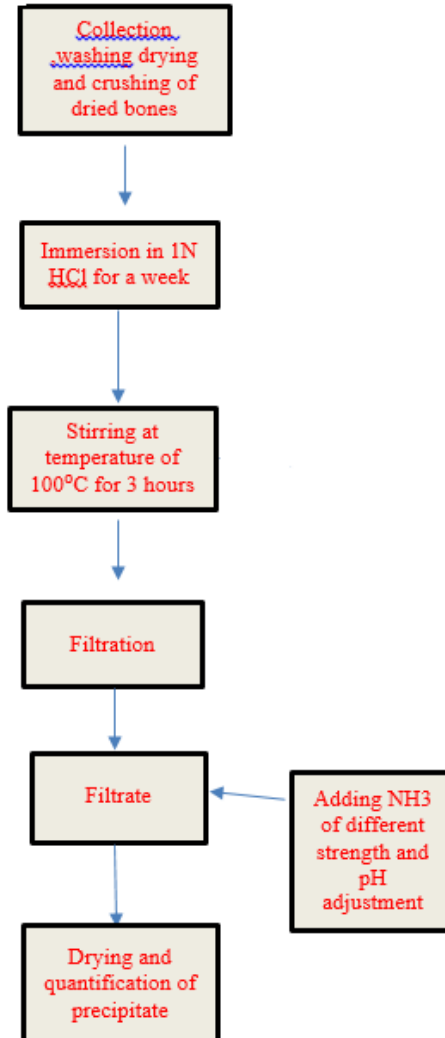 Collection
,washing drying
and crushing of
dried bones
Immersion in 1N
HCl for a week
Stirring at
temperature of
100⁰C for 3 hours
Filtration
Filtrate
Adding NH3
of different
strength and
pH
adjustment
Drying and
quantification of
precipitate